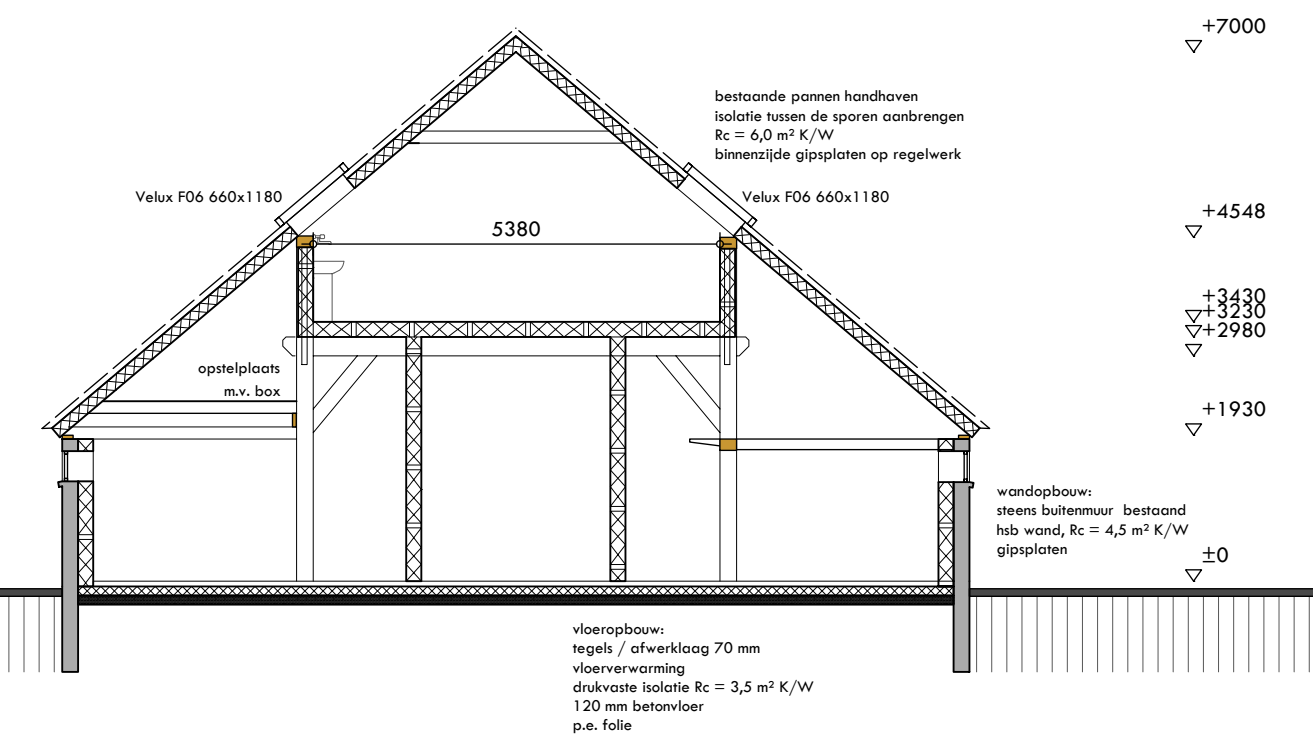 +7000
bestaande pannen handhaven
isolatie tussen de sporen aanbrengen
Rc = 6,0 m² K/W
binnenzijde gipsplaten op regelwerk
Velux F06 660x1180
Velux F06 660x1180
+4548
5380
+3430
+3230
+2980
opstelplaats
m.v. box
+1930
wandopbouw:
steens buitenmuur bestaand
hsb wand, Rc = 4,5 m² K/W
gipsplaten
±0
vloeropbouw:
tegels / afwerklaag 70 mm
vloerverwarming
drukvaste isolatie Rc = 3,5 m² K/W
120 mm betonvloer
p.e. folie